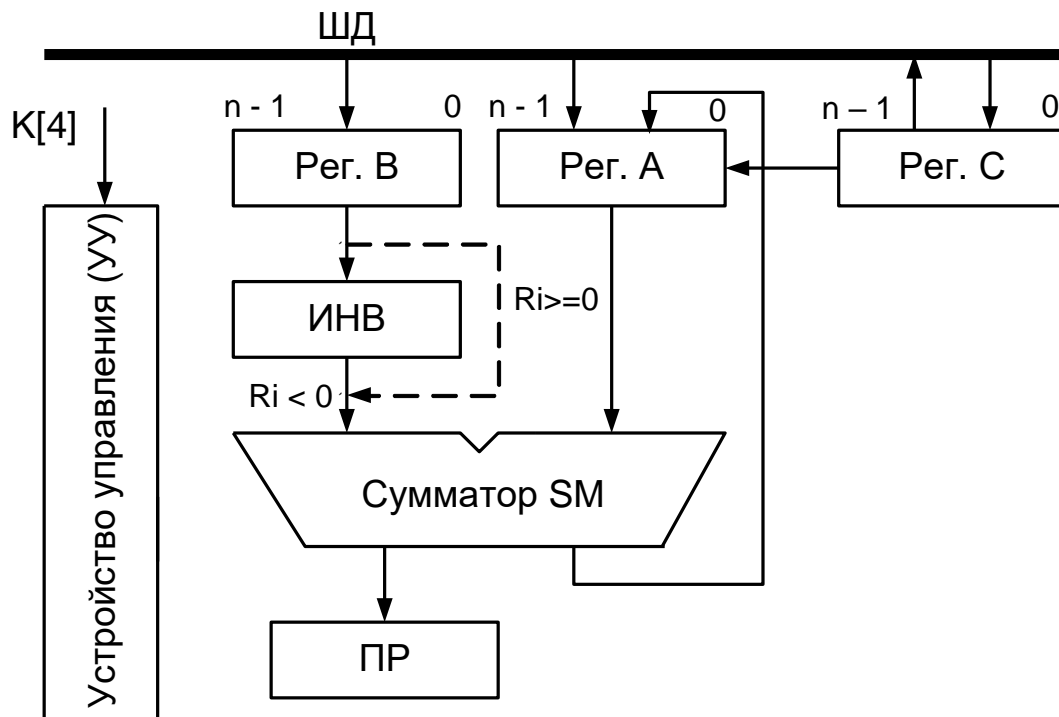 ШД
n - 1
0
n - 1
0
n – 1
0
K[4]
Рег. B
Рег. A
Рег. C
Устройство управления (УУ)
ИНВ
Ri>=0
Ri < 0
Сумматор SM
ПР